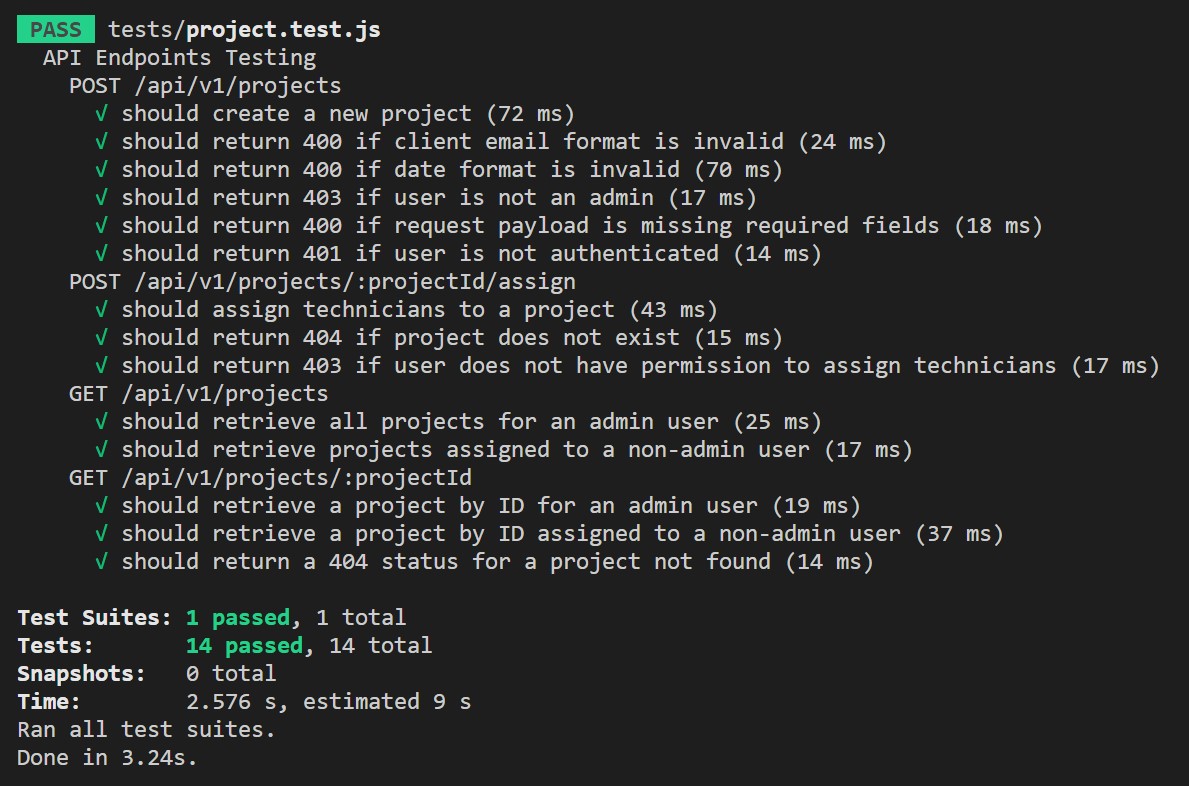 PASS tests/project.test.js
API Endpoints Testing
POST /api/v1/projects
√ should create a new project (72 ms)
√ should return 400 if client email format is invalid (24 ms)
√ should return 400 if date format is invalid (70 ms)
√ should return 403 if user is not an admin (17 ms)
√ should return 400 if request payload is missing required fields (18 ms)
√ should return 401 if user is not authenticated (14 ms)
POST /api/v1/projects/:projectId/assign
√ should assign technicians to a project (43 ms)
√ should return 404 if project does not exist (15 ms)
√ should return 403 if user does not have permission to assign technicians (17 ms)
GET /api/v1/projects
√ should retrieve all projects for an admin user (25 ms)
√ should retrieve projects assigned to a non-admin user (17 ms)
GET /api/v1/projects/:projectId
√ should retrieve a project by ID for an admin user (19 ms)
√ should retrieve a project by ID assigned to a non-admin user (37 ms)
√ should return a 404 status for a project not found (14 ms)
Test Suites: 1 passed, 1 total
Tests: 14 passed, 14 total
Snapshots: 0 total
Time: 2.576 s, estimated 9 s
Ran all test suites.
Done in 3.24s.